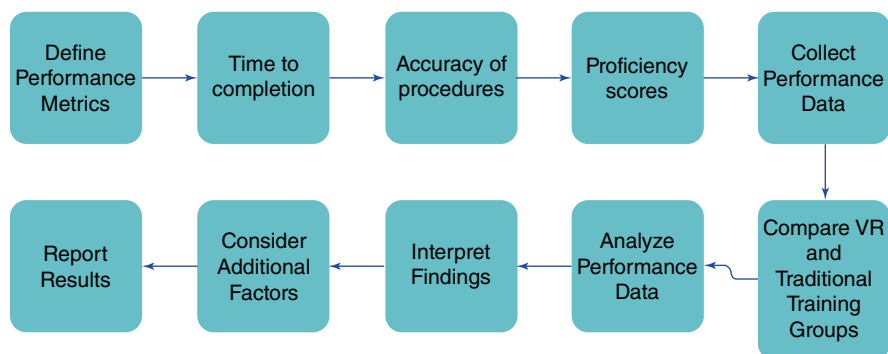 Define
Performance
Metrics
Time to
completion
Accuracy of
procedures
Proficiency
scores
Collect
Performance
Data
Compare VR
and
Traditional
Training
Groups
Analyze
Performance
Data
Interpret
Findings
Consider
Additional
Factors
Report
Results